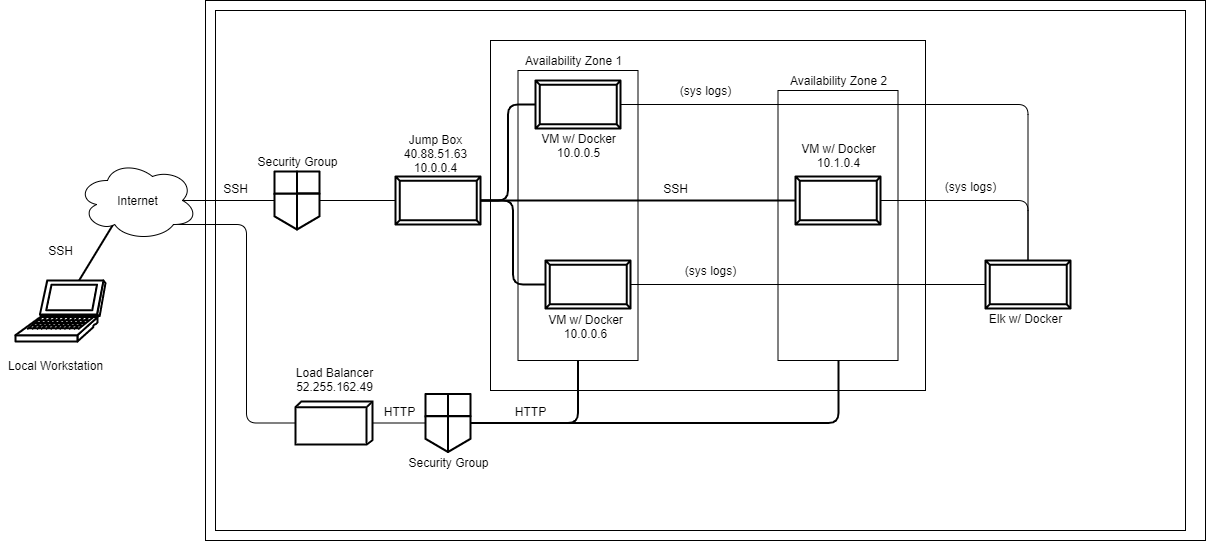 Availability Zone 1
(sys logs)
Availability Zone 2
VM w/ Docker
10.0.0.5
Jump Box
40.88.51.63
10.0.0.4
VM w/ Docker
10.1.0.4
Security Group
SSH
SSH
(sys logs)
Internet
SSH
(sys logs)
VM w/ Docker
10.0.0.6
Elk w/ Docker
Local Workstation
Load Balancer
52.255.162.49
HTTP
HTTP
Security Group